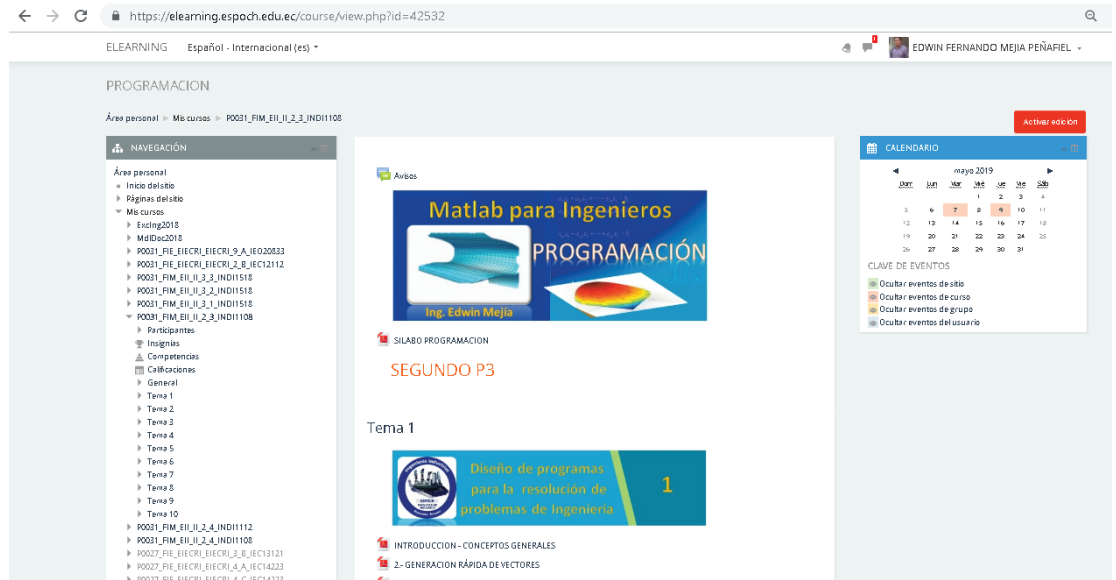 https://elearning.espoch.edu.ec/course/view.php?id=42532
ELEARNING Español - Internacional (es)
1
EDWIN FERNANDO MEJIA PEÑAFIEL
PROGRAMACION
Área personal Mis cursos P0031_FIM_EII_II_2_3_INDI1108
Activar edición
NAVEGACIÓN
Área personal
Inicio del sitio
Páginas del sitio
Mis cursos
ExcIng2018
MdlDoc2018
P0031_FIE_EIECRI_EIECRI_9_A_IEO20833
P0031_FIE_EIECRI_EIECRI_2_B_IEC12112
P0031_FIM_EII_II_3_3_INDI1518
P0031_FIM_EII_II_3_2_INDI1518
P0031_FIM_EII_II_3_1_INDI1518
P0031_FIM_EII_II_2_3_INDI1108
Participantes
Insignias
Competencias
Calificaciones
General
Tema 1
Tema 2
Tema 3
Tema 4
Tema 5
Tema 6
Tema 7
Tema 8
Tema 9
Tema 10
P0031_FIM_EII_II_2_4_INDI1112
P0031_FIM_EII_II_2_4_INDI1108
P0027_FIE_EIECRI_EIECRI_3_B_IEC13121
P0027_FIE_EIECRI_EIECRI_4_A_IEC14223
P0027_FIE_EIECRI_EIECRI_4_C_IEC14223
Avisos
Matlab para Ingenieros
PROGRAMACIÓN
Ing. Edwin Mejía
SILABO PROGRAMACION
SEGUNDO P3
Tema 1
Diseño de programas
para la resolución de
problemas de Ingeniería
1
INTRODUCCION - CONCEPTOS GENERALES
2.- GENERACION RÁPIDA DE VECTORES
CALENDARIO
mayo 2019
Dom Lun Mar Mié Jue Vie Sáb
1 2 3 4
5 6 7 8 9 10 11
12 13 14 15 16 17 18
19 20 21 22 23 24 25
26 27 28 29 30 31
CLAVE DE EVENTOS
Ocultar eventos de sitio
Ocultar eventos de curso
Ocultar eventos de grupo
Ocultar eventos del usuario